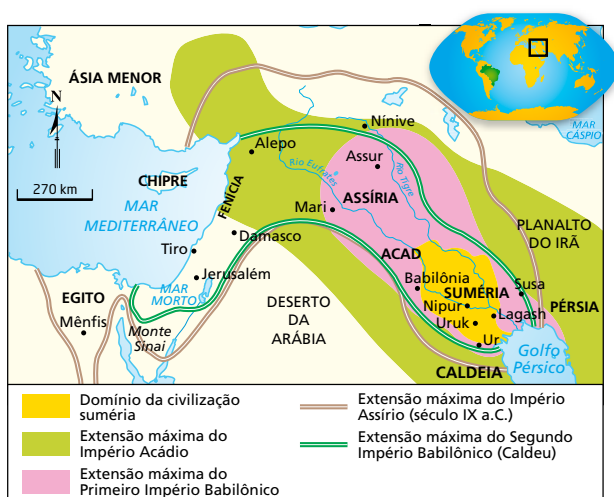 ÁSIA MENOR
N
270 km
MAR
CÁSPIO
Nínive
Alepo
Assur
Rio Eufrates
Rio Tigre
CHIPRE
FENÍCIA
MAR
MEDITERRÂNEO
Mari
ASSÍRIA
PLANALTO
DO IRÃ
Damasco
Tiro
ACAD
Jerusalém
MAR
MORTO
Babilônia
SUMÉRIA
Susa
Nipur
PÉRSIA
EGITO
Mênfis
Monte
Sinai
DESERTO
DA
ARÁBIA
Lagash
Uruk
Ur
Golfo
Pérsico
CALDEIA
Domínio da civilização
suméria
Extensão máxima do
Império Acádio
Extensão máxima do
Primeiro Império Babilônico
Extensão máxima do Império
Assírio (século IX a.C.)
Extensão máxima do Segundo
Império Babilônico (Caldeu)